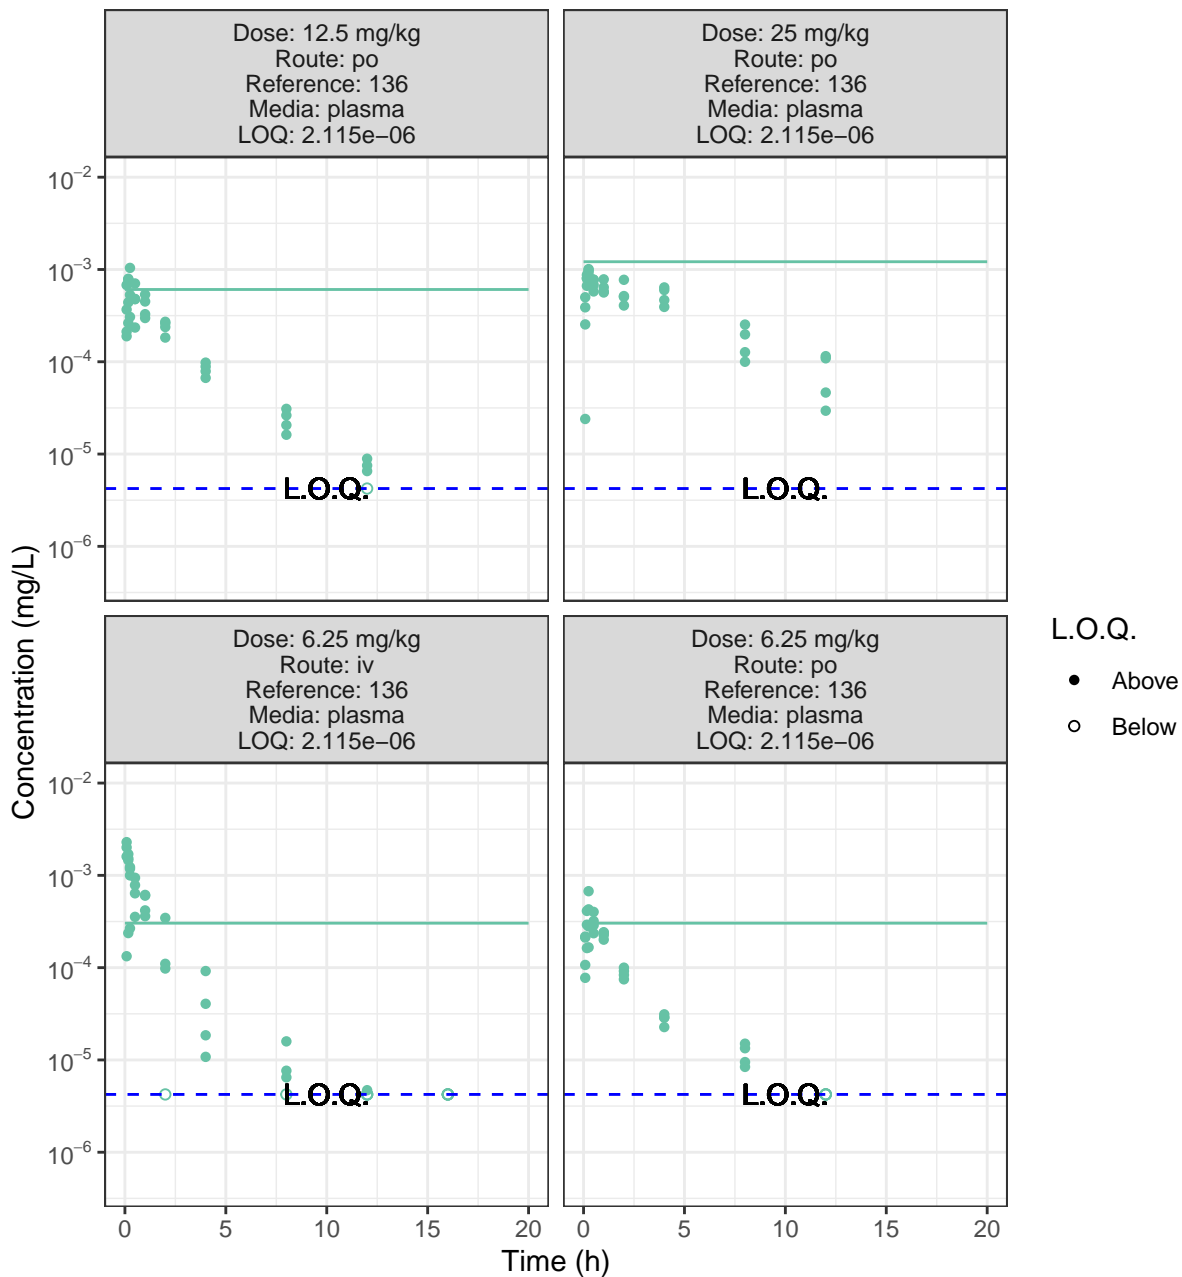 Dose: 12.5 mg/kg
Route: po
Reference: 136
Media: plasma
LOQ: 2.115e−06
Dose: 25 mg/kg
Route: po
Reference: 136
Media: plasma
LOQ: 2.115e−06
10⁻²
10⁻³
10⁻⁴
10⁻⁵
10⁻⁶
L.O.Q.
L.O.Q.
Concentration (mg/L)
Dose: 6.25 mg/kg
Route: iv
Reference: 136
Media: plasma
LOQ: 2.115e−06
Dose: 6.25 mg/kg
Route: po
Reference: 136
Media: plasma
LOQ: 2.115e−06
10⁻²
10⁻³
10⁻⁴
10⁻⁵
10⁻⁶
L.O.Q.
L.O.Q.
0 5 10 15 20
0 5 10 15 20
Time (h)
L.O.Q.
Above
Below